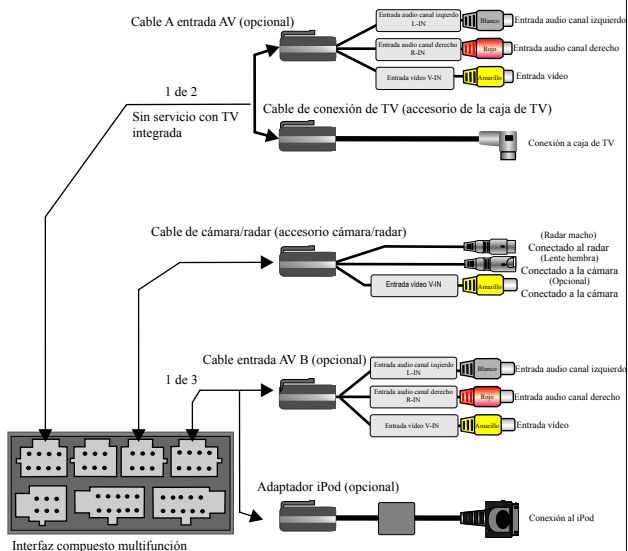 Cable A entrada AV (opcional)
Entrada audio canal izquierdo
L-IN
Blanco
Entrada audio canal izquierdo
Entrada audio canal derecho
R-IN
Rojo
Entrada audio canal derecho
Entrada vídeo V-IN
Amarillo
Entrada vídeo
1 de 2
Sin servicio con TV
integrada
Cable de conexión de TV (accesorio de la caja de TV)
Conexión a caja de TV
Cable de cámara/radar (accesorio cámara/radar)
(Radar macho)
Conectado al radar
(Lente hembra)
Conectado a la cámara
(Opcional)
Entrada vídeo V-IN
Amarillo
Conectado a la cámara
Cable entrada AV B (opcional)
1 de 3
Entrada audio canal izquierdo
L-IN
Blanco
Entrada audio canal izquierdo
Entrada audio canal derecho
R-IN
Rojo
Entrada audio canal derecho
Entrada vídeo V-IN
Amarillo
Entrada vídeo
Adaptador iPod (opcional)
Conexión al iPod
Interfaz compuesto multifunción